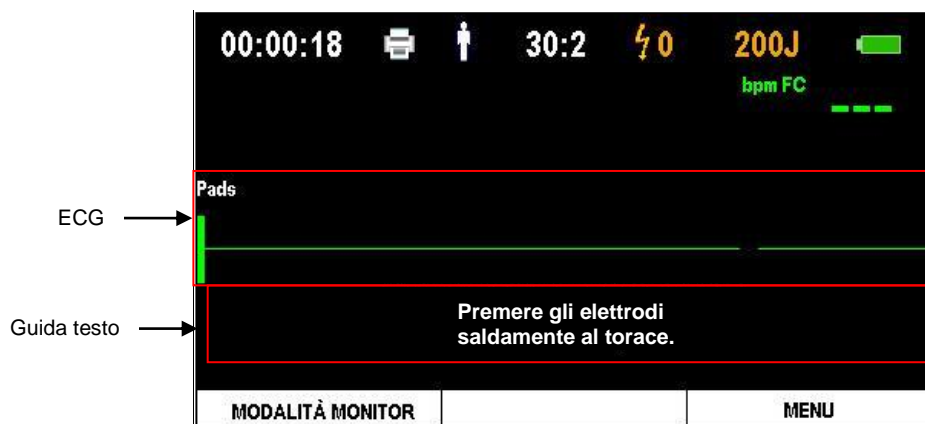 00:00:18 30:2 0 200J
bpm FC
---
Pads
ECG
Premere gli elettrodi
saldamente al torace.
Guida testo
MODALITÀ MONITOR MENU